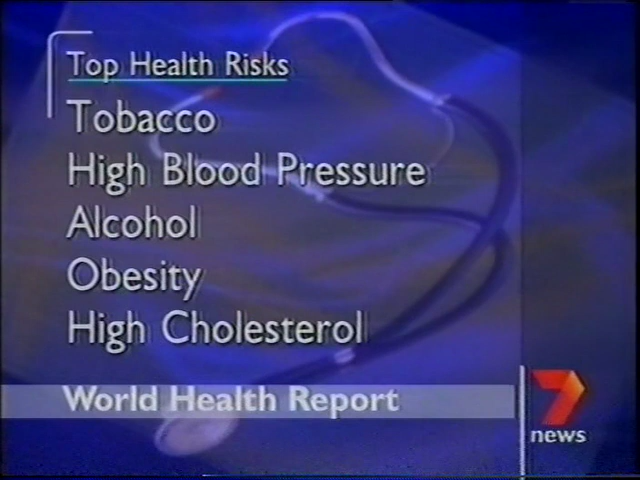 Top Health Risks
Tobacco
High Blood Pressure
Alcohol
Obesity
High Cholesterol
World Health Report
7
news